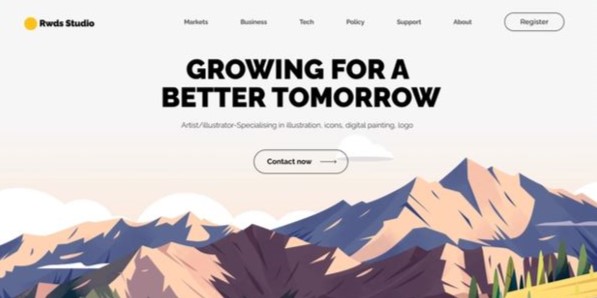 Rwds Studio
Markets Business Tech Policy Support About Register
GROWING FOR A
BETTER TOMORROW
Artist/illustrator-Specialising in illustration, icons, digital painting, logo
Contact now